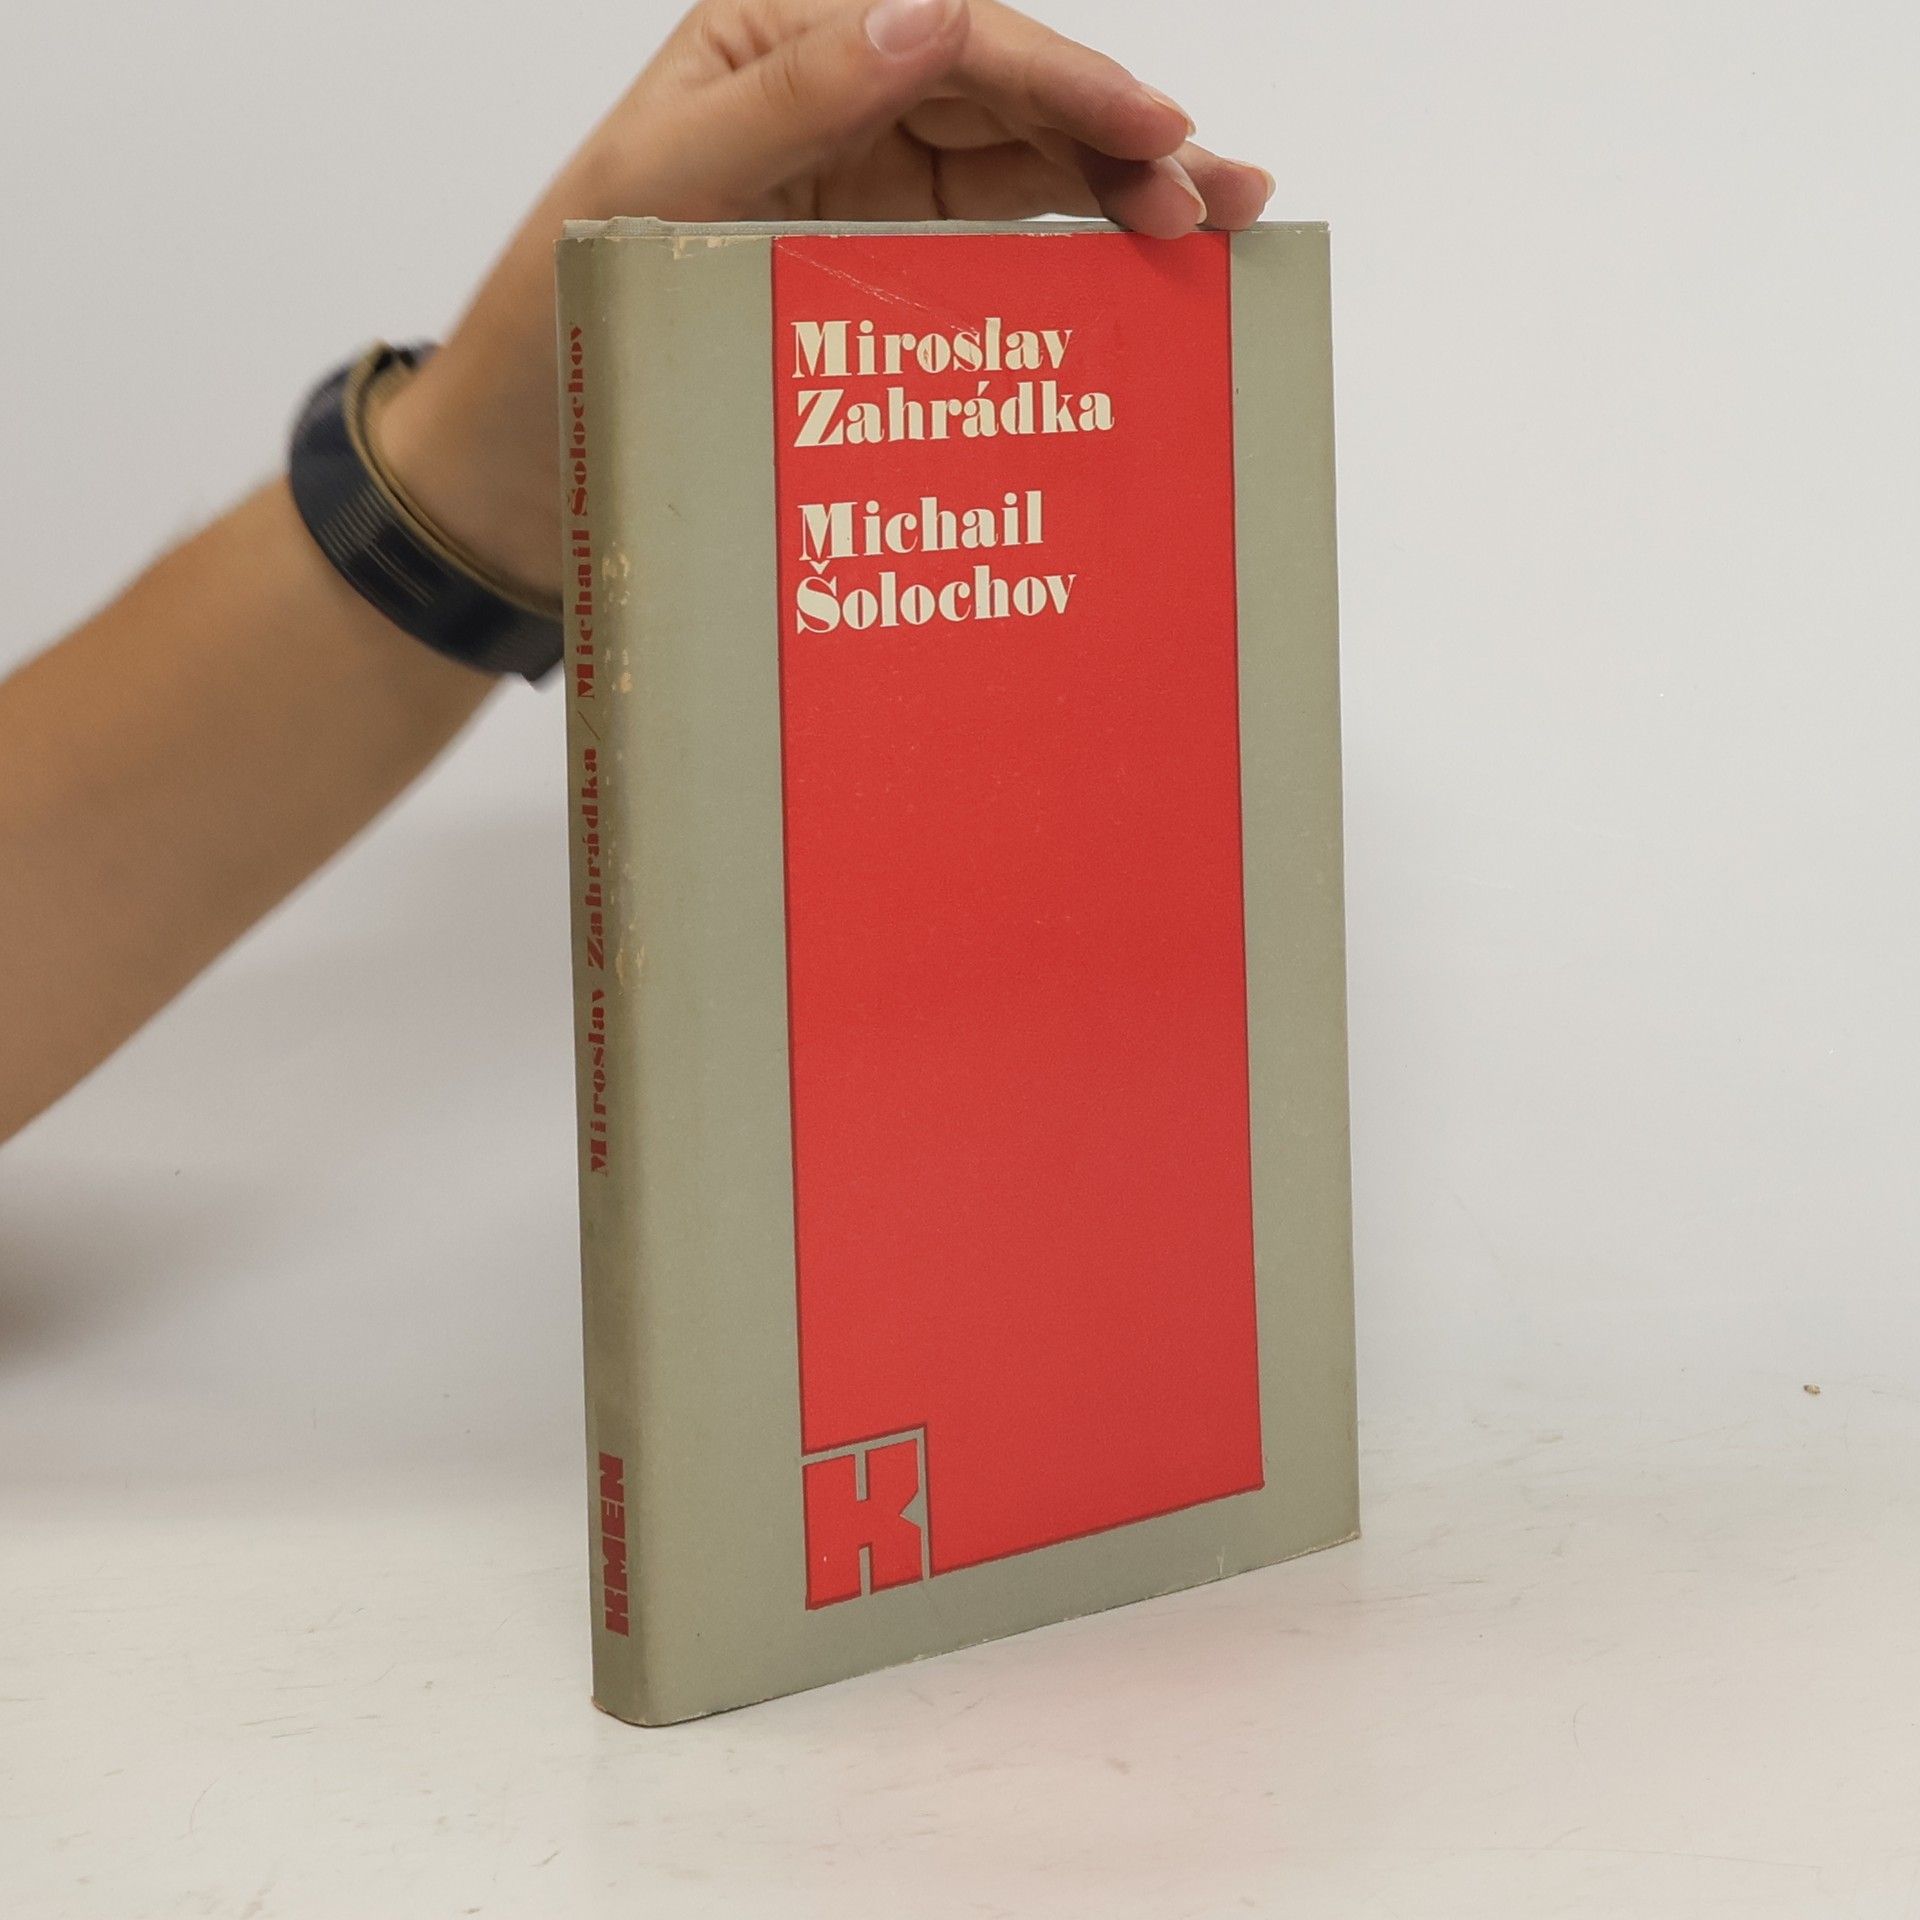 Miroslav
Zahrádka
Michail
Šolochov
K
Miroslav Zahrádka / Michail Šolochov
KMEN